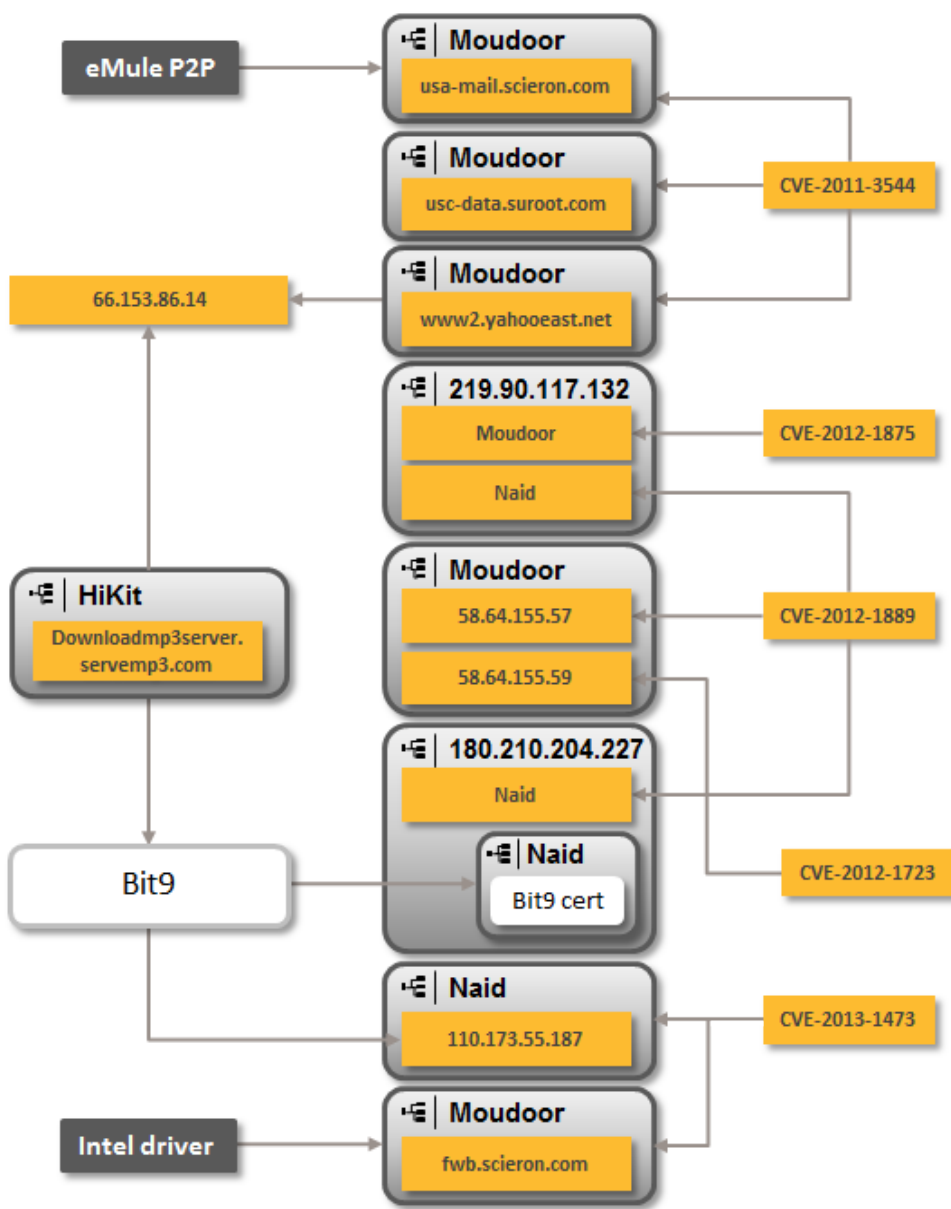 eMule P2P
Moudoor
usa-mail.scieron.com
Moudoor
usc-data.suroot.com
CVE-2011-3544
Moudoor
www2.yahooeast.net
66.153.86.14
219.90.117.132
Moudoor
CVE-2012-1875
Naid
HiKit
Downloadmp3server.
servemp3.com
Moudoor
58.64.155.57
CVE-2012-1889
58.64.155.59
180.210.204.227
Naid
Bit9
Naid
Bit9 cert
CVE-2012-1723
Naid
110.173.55.187
CVE-2013-1473
Intel driver
Moudoor
fwb.scieron.com